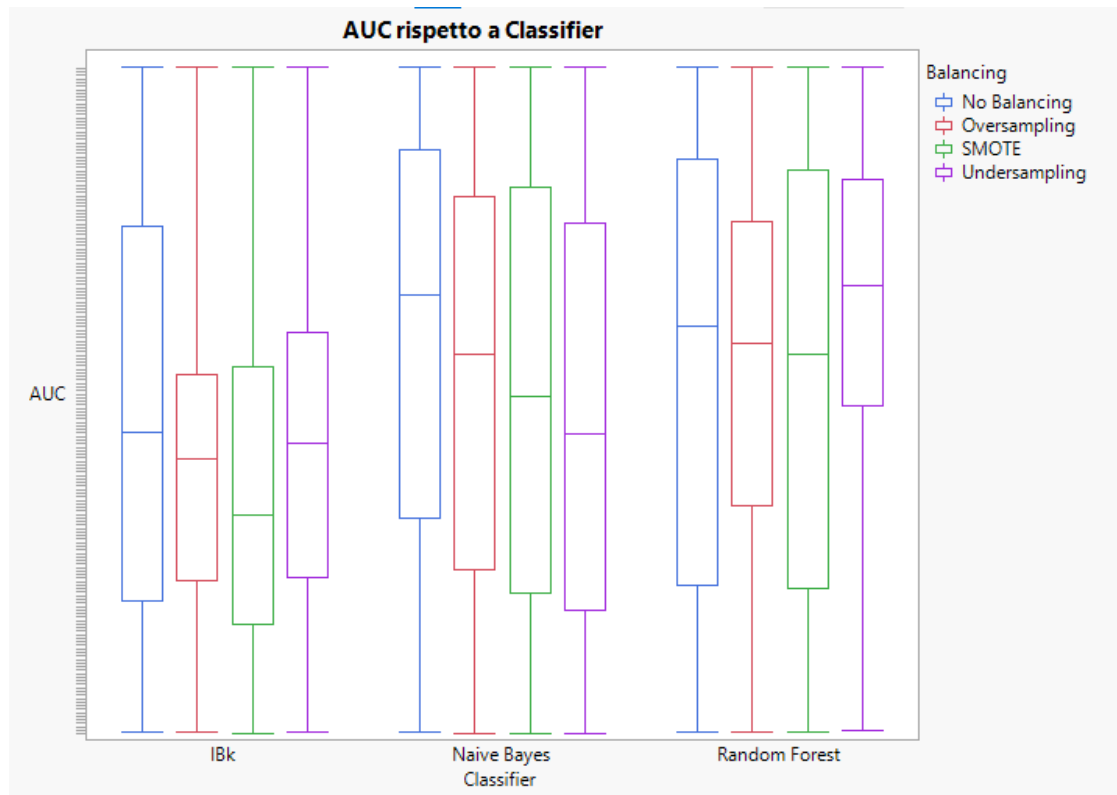 AUC rispetto a Classifier
Balancing
No Balancing
Oversampling
SMOTE
Undersampling
AUC
IBk
Naive Bayes
Random Forest
Classifier